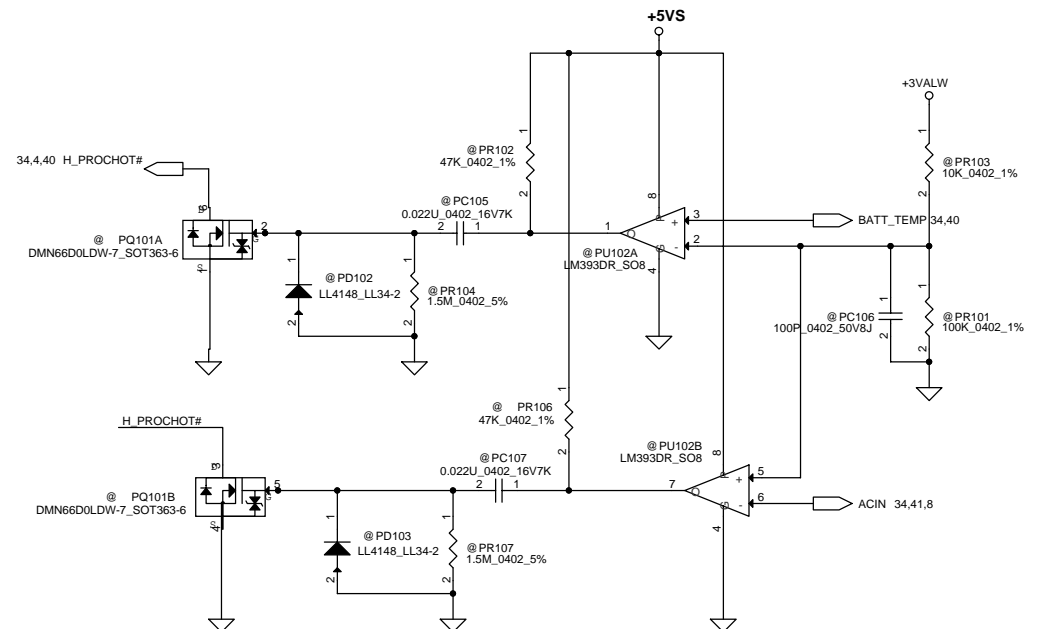 +5VS
+3VALW
34,4,40 H_PROCHOT#
@ PR102
47K_0402_1%
@ PR103
10K_0402_1%
@ PC105
0.022U_0402_16V7K
BATT_TEMP 34,40
@ PQ101A
DMN66D0LDW-7_SOT363-6
@ PU102A
LM393DR_SO8
@ PD102
LL4148_LL34-2
@ PR104
1.5M_0402_5%
@ PC106
100P_0402_50V8J
@ PR101
100K_0402_1%
@ PR106
47K_0402_1%
H_PROCHOT#
@ PU102B
LM393DR_SO8
@ PC107
0.022U_0402_16V7K
ACIN 34,41,8
@ PQ101B
DMN66D0LDW-7_SOT363-6
@ PD103
LL4148_LL34-2
@ PR107
1.5M_0402_5%